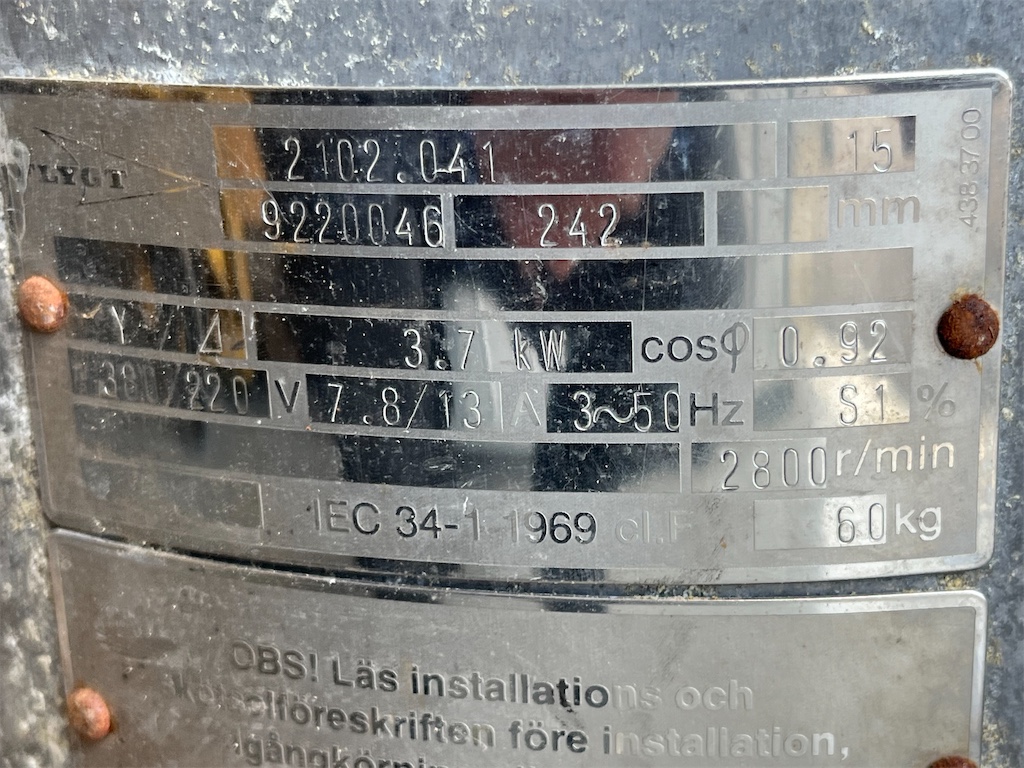 FLYGT 2102.041 15
9220046 242 mm
43B 37 00
Y / Δ 3.7 kW cosφ 0.92
380/220 V 7.8/13 A 3~50 Hz S1 %
2800 r/min
IEC 34-1 1969 cl.F 60 kg
OBS! Läs installations och
skötselföreskriften före installation,